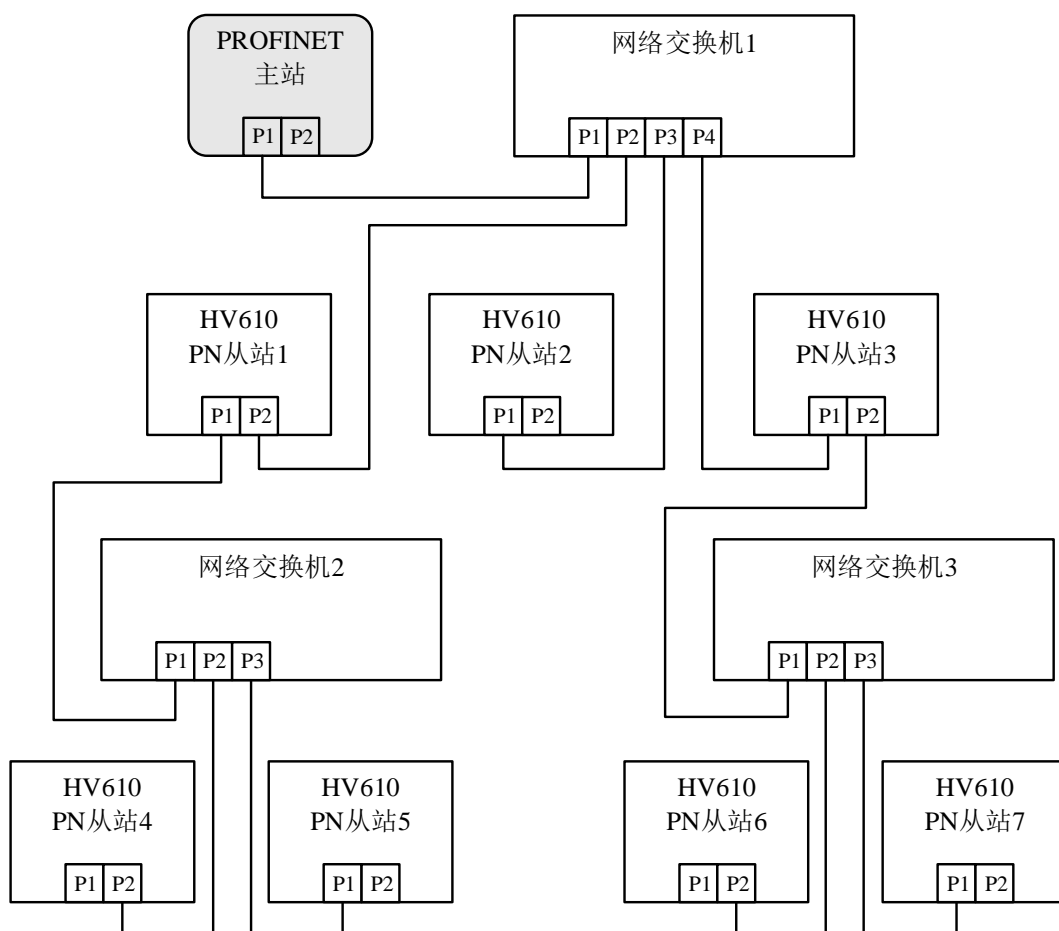 PROFINET
主站
P1 P2
网络交换机1
P1 P2 P3 P4
HV610
PN从站1
P1 P2
HV610
PN从站2
P1 P2
HV610
PN从站3
P1 P2
网络交换机2
P1 P2 P3
网络交换机3
P1 P2 P3
HV610
PN从站4
P1 P2
HV610
PN从站5
P1 P2
HV610
PN从站6
P1 P2
HV610
PN从站7
P1 P2